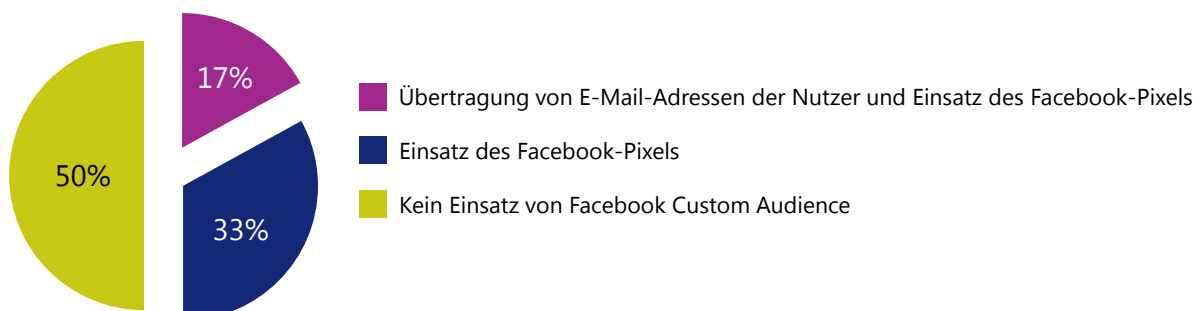 17%
50%
33%
Übertragung von E-Mail-Adressen der Nutzer und Einsatz des Facebook-Pixels
Einsatz des Facebook-Pixels
Kein Einsatz von Facebook Custom Audience